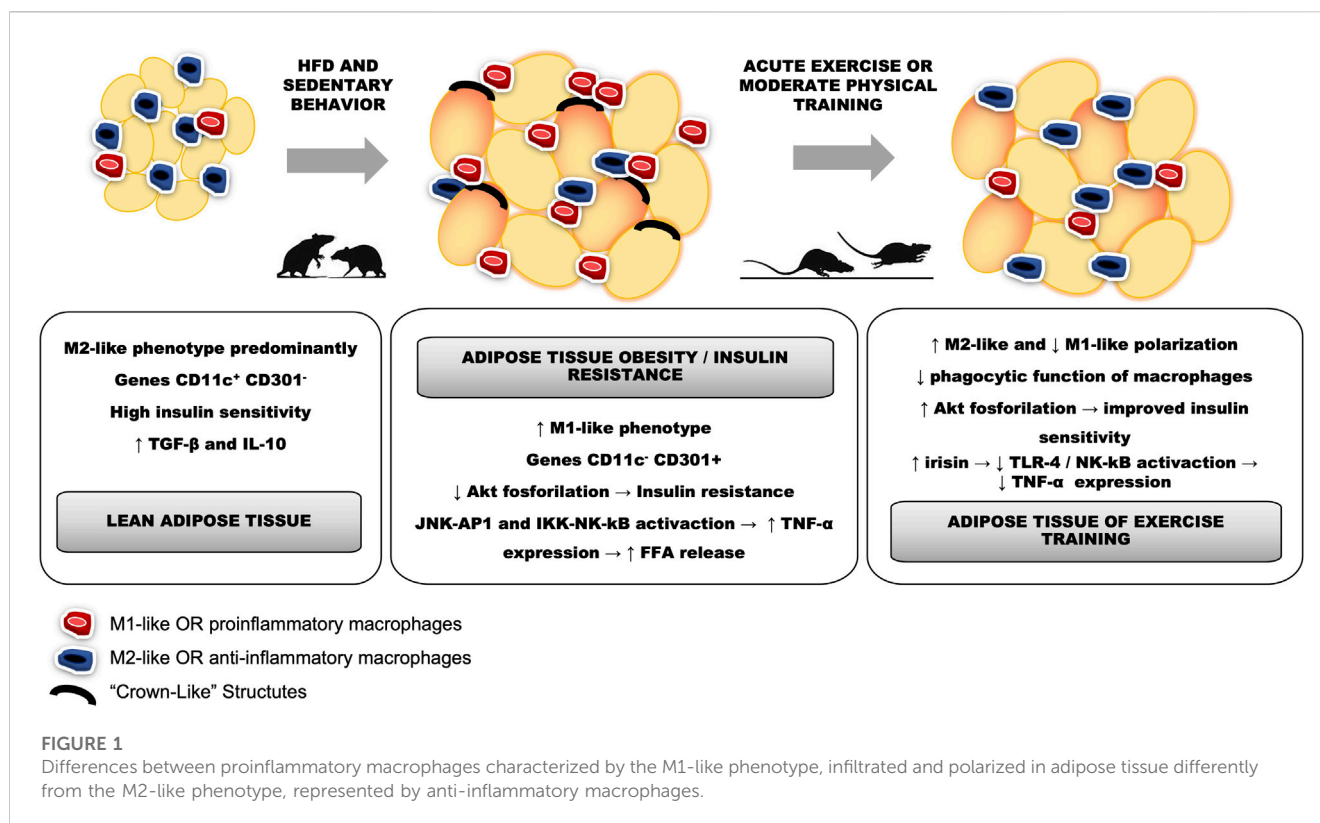 HFD AND
SEDENTARY
BEHAVIOR
ACUTE EXERCISE OR
MODERATE PHYSICAL
TRAINING
M2-like phenotype predominantly
Genes CD11c⁺ CD301⁻
High insulin sensitivity
↑ TGF-β and IL-10
LEAN ADIPOSE TISSUE
ADIPOSE TISSUE OBESITY / INSULIN
RESISTANCE
↑ M1-like phenotype
Genes CD11c⁻ CD301+
↓ Akt fosforilation → Insulin resistance
JNK-AP1 and IKK-NK-kB activaction → ↑ TNF-α
expression → ↑ FFA release
↑ M2-like and ↓ M1-like polarization
↓ phagocytic function of macrophages
↑ Akt fosforilation → improved insulin
sensitivity
↑ irisin → ↓ TLR-4 / NK-kB activaction →
↓ TNF-α expression
ADIPOSE TISSUE OF EXERCISE
TRAINING
M1-like OR proinflammatory macrophages
M2-like OR anti-inflammatory macrophages
“Crown-Like” Structutes
FIGURE 1
Differences between proinflammatory macrophages characterized by the M1-like phenotype, infiltrated and polarized in adipose tissue differently
from the M2-like phenotype, represented by anti-inflammatory macrophages.